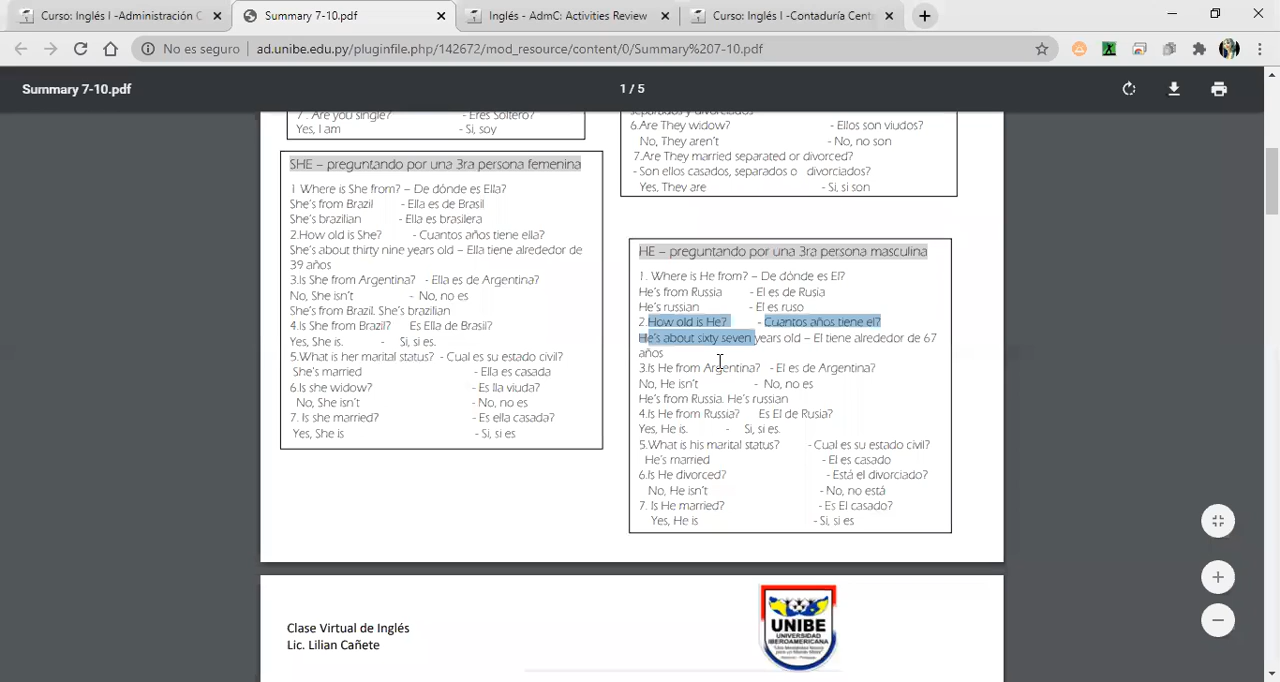 Curso: Inglés I -Administración C
Summary 7-10.pdf
Inglés - AdmC: Activities Review
Curso: Inglés I -Contaduría Cent
No es seguro
ad.unibe.edu.py/pluginfile.php/142672/mod_resource/content/0/Summary%207-10.pdf
Summary 7-10.pdf
1 / 5
7. Are you single? - Eres Soltero?
Yes, I am - Si, soy
SHE – preguntando por una 3ra persona femenina
1 Where is She from? – De dónde es Ella?
She's from Brazil - Ella es de Brasil
She's brazilian - Ella es brasilera
2.How old is She? - Cuantos años tiene ella?
She's about thirty nine years old – Ella tiene alrededor de
39 años
3.Is She from Argentina? - Ella es de Argentina?
No, She isn't - No, no es
She's from Brazil. She's brazilian
4.Is She from Brazil? Es Ella de Brasil?
Yes, She is. - Si, si es.
5.What is her marital status? - Cual es su estado civil?
She's married - Ella es casada
6.Is she widow? - Es lla viuda?
No, She isn't - No, no es
7. Is she married? - Es ella casada?
Yes, She is - Si, si es
separados y divorciados
6.Are They widow? - Ellos son viudos?
No, They aren't - No, no son
7.Are They married separated or divorced?
- Son ellos casados, separados o divorciados?
Yes, They are - Si, si son
HE – preguntando por una 3ra persona masculina
1. Where is He from? – De dónde es El?
He's from Russia - El es de Rusia
He's russian - El es ruso
2.How old is He? - Cuantos años tiene el?
He's about sixty seven years old – El tiene alrededor de 67
años
3.Is He from Argentina? - El es de Argentina?
No, He isn't - No, no es
He's from Russia. He's russian
4.Is He from Russia? Es El de Rusia?
Yes, He is. - Si, si es.
5.What is his marital status? - Cual es su estado civil?
He's married - El es casado
6.Is He divorced? - Está el divorciado?
No, He isn't - No, no está
7. Is He married? - Es El casado?
Yes, He is - Si, si es
Clase Virtual de Inglés
Lic. Lilian Cañete
UNIBE
UNIVERSIDAD
IBEROAMERICANA